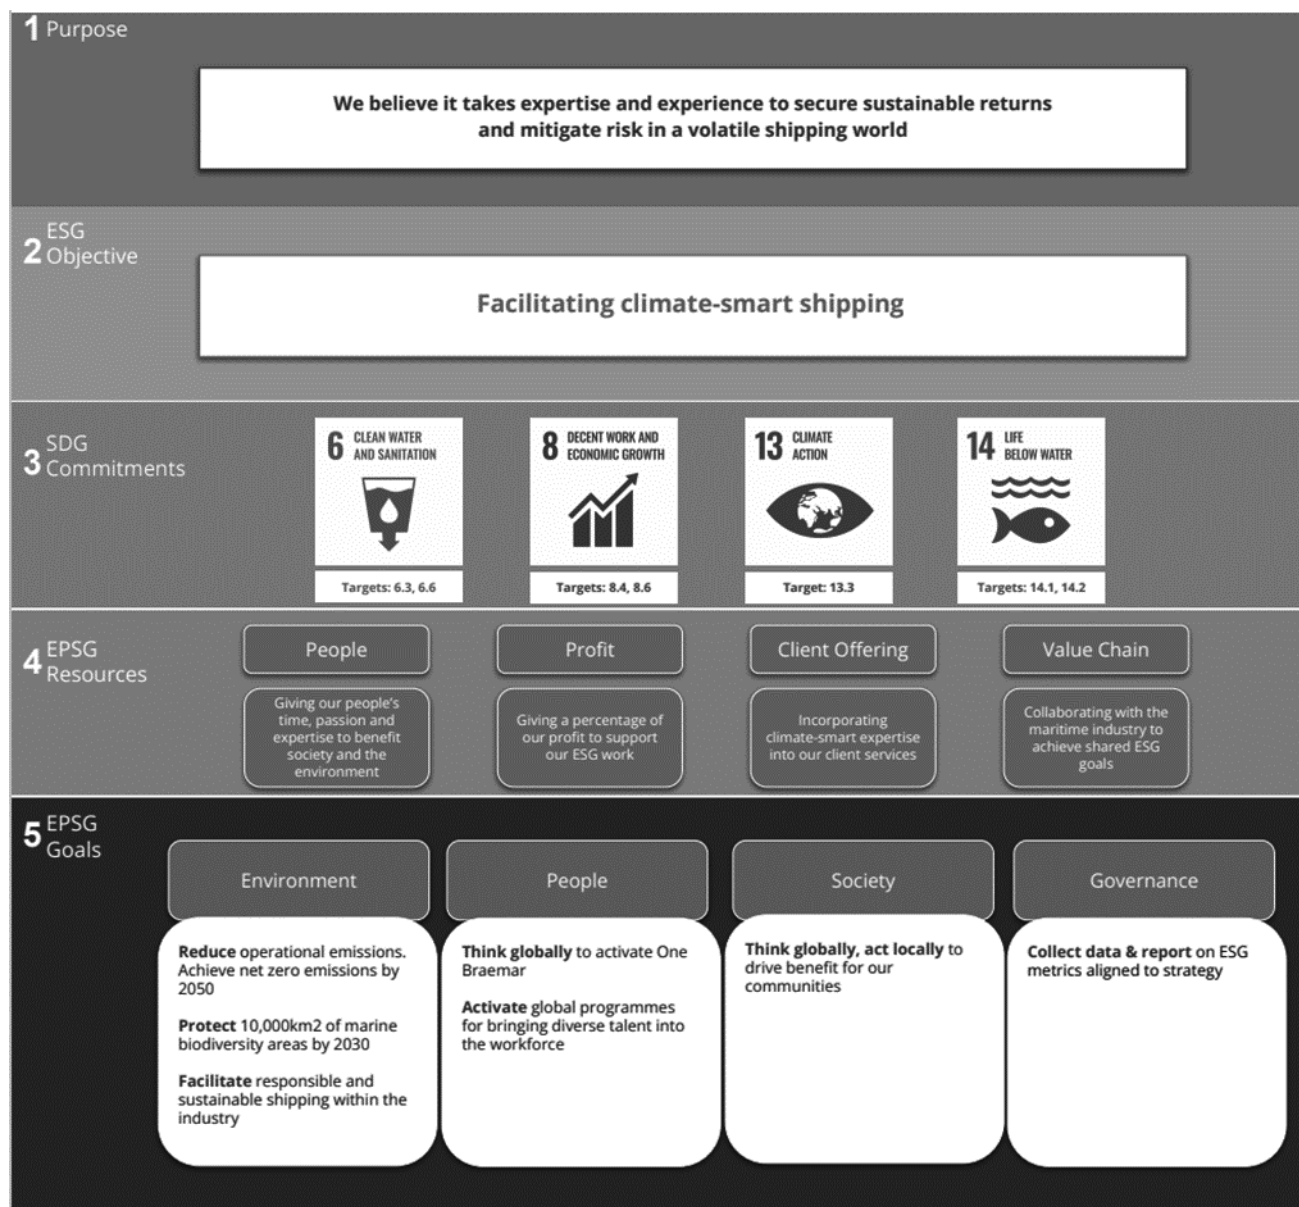 1 Purpose
We believe it takes expertise and experience to secure sustainable returns
and mitigate risk in a volatile shipping world
2 ESG
Objective
Facilitating climate-smart shipping
3 SDG
Commitments
6 CLEAN WATER
AND SANITATION
Targets: 6.3, 6.6
8 DECENT WORK AND
ECONOMIC GROWTH
Targets: 8.4, 8.6
13 CLIMATE
ACTION
Target: 13.3
14 LIFE
BELOW WATER
Targets: 14.1, 14.2
4 EPSG
Resources
People
Giving our people's
time, passion and
expertise to benefit
society and the
environment
Profit
Giving a percentage of
our profit to support
our ESG work
Client Offering
Incorporating
climate-smart expertise
into our client services
Value Chain
Collaborating with the
maritime industry to
achieve shared ESG
goals
5 EPSG
Goals
Environment
Reduce operational emissions.
Achieve net zero emissions by
2050
Protect 10,000km2 of marine
biodiversity areas by 2030
Facilitate responsible and
sustainable shipping within the
industry
People
Think globally to activate One
Braemar
Activate global programmes
for bringing diverse talent into
the workforce
Society
Think globally, act locally to
drive benefit for our
communities
Governance
Collect data & report on ESG
metrics aligned to strategy